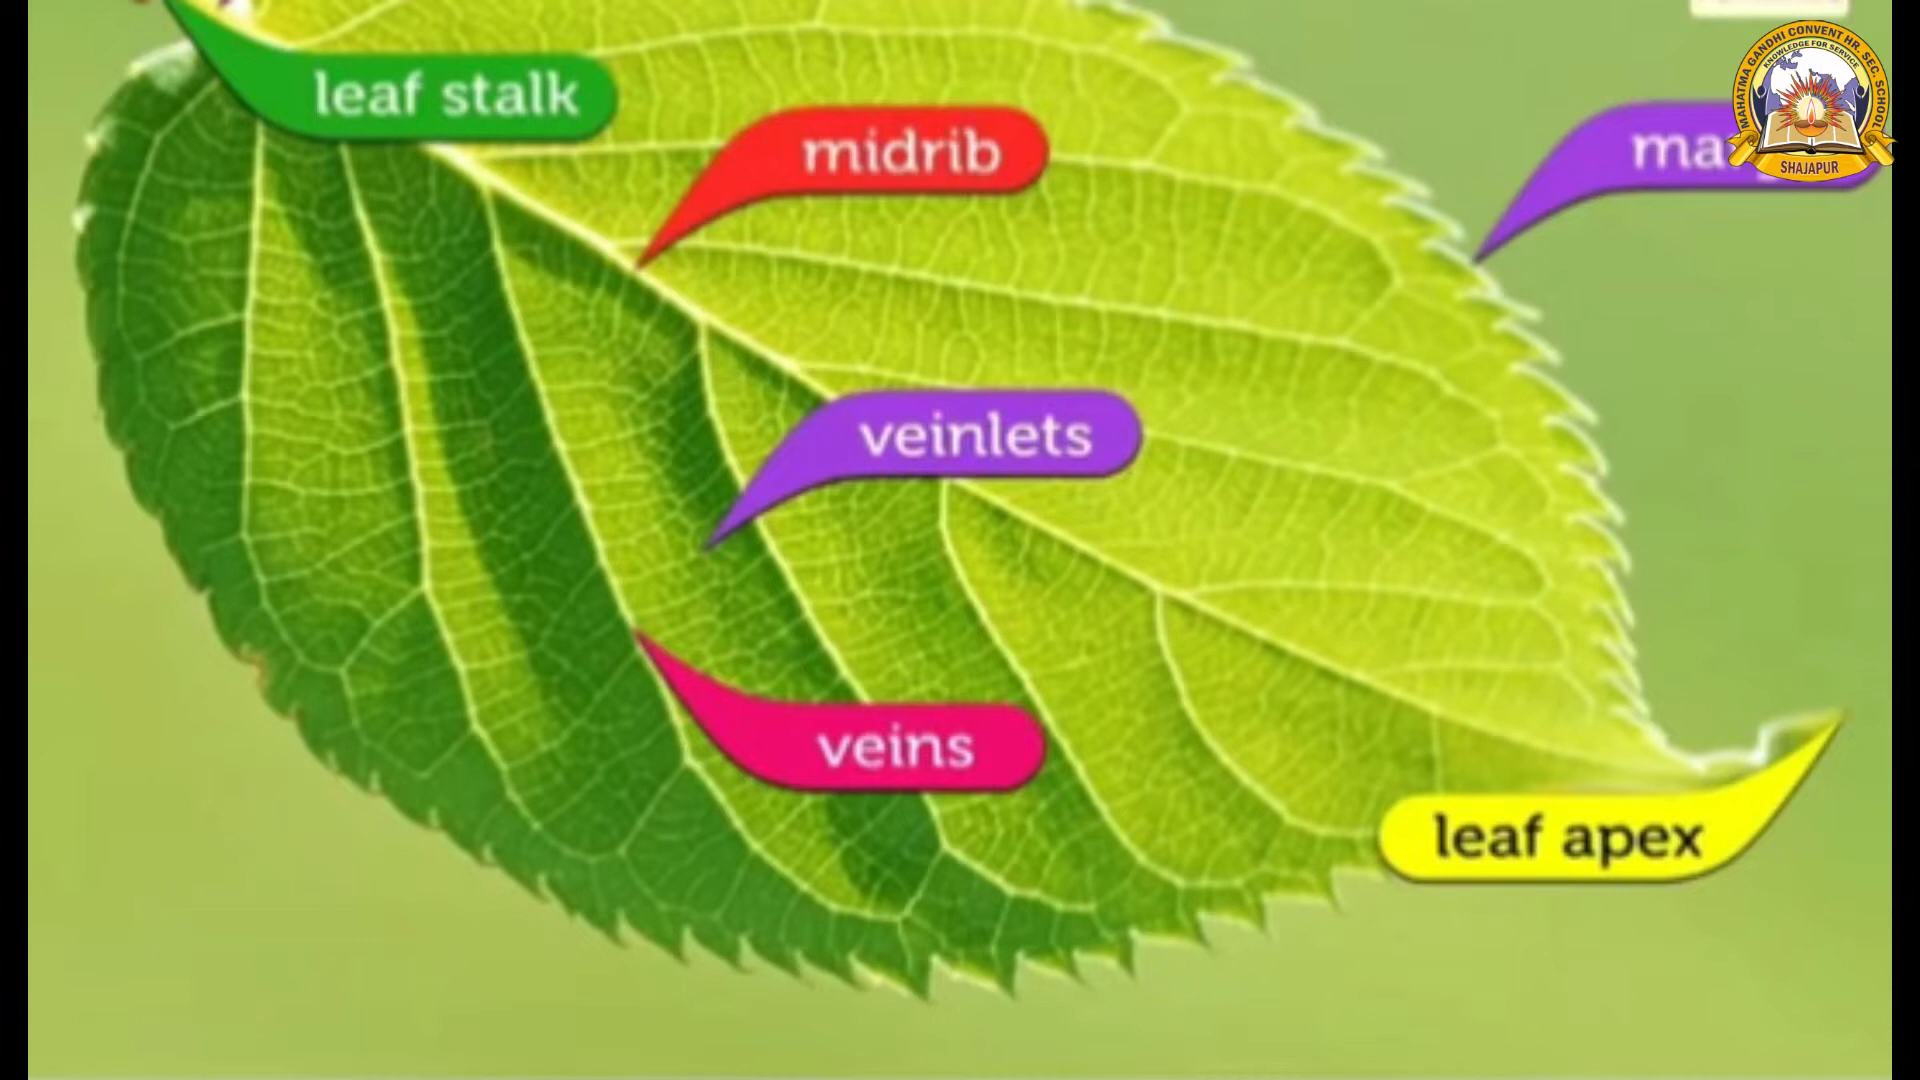 leaf stalk
midrib
veinlets
veins
leaf apex
MAHATMA GANDHI CONVENT HR. SEC. SCHOOL
KNOWLEDGE FOR SERVICE
SHAJAPUR